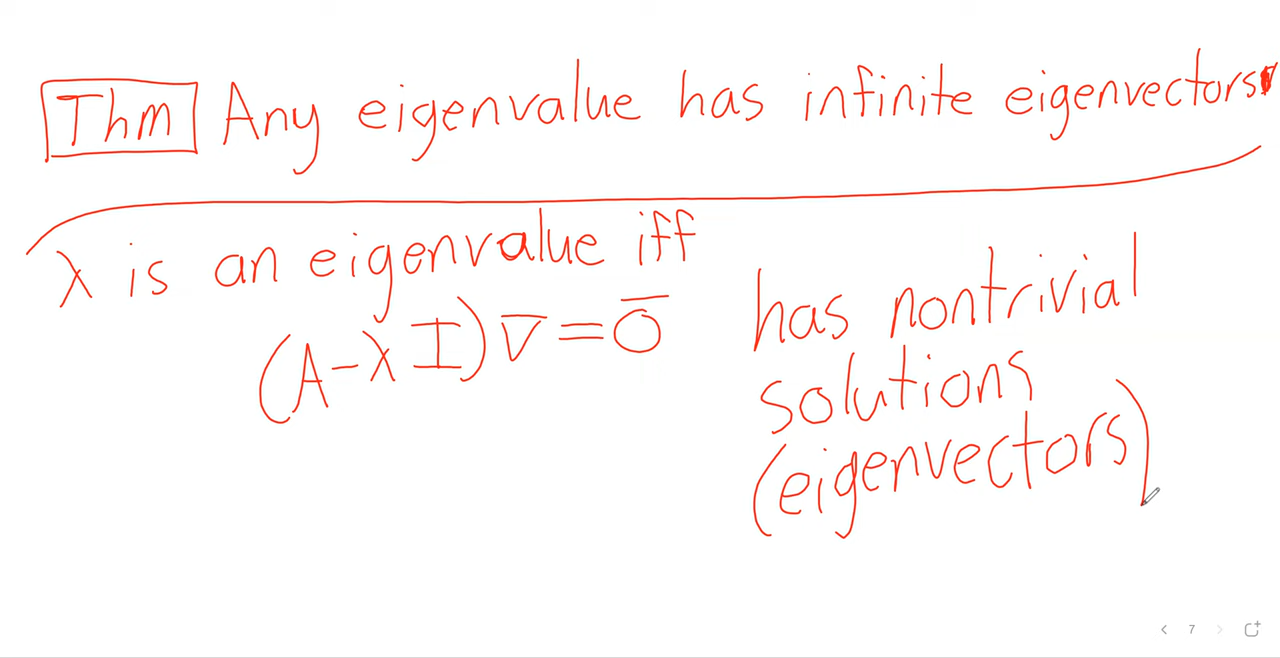 Thm Any eigenvalue has infinite eigenvectors
λ is an eigenvalue iff
(A-λI)v̅ = 0̅
has nontrivial
solutions
(eigenvectors)
7